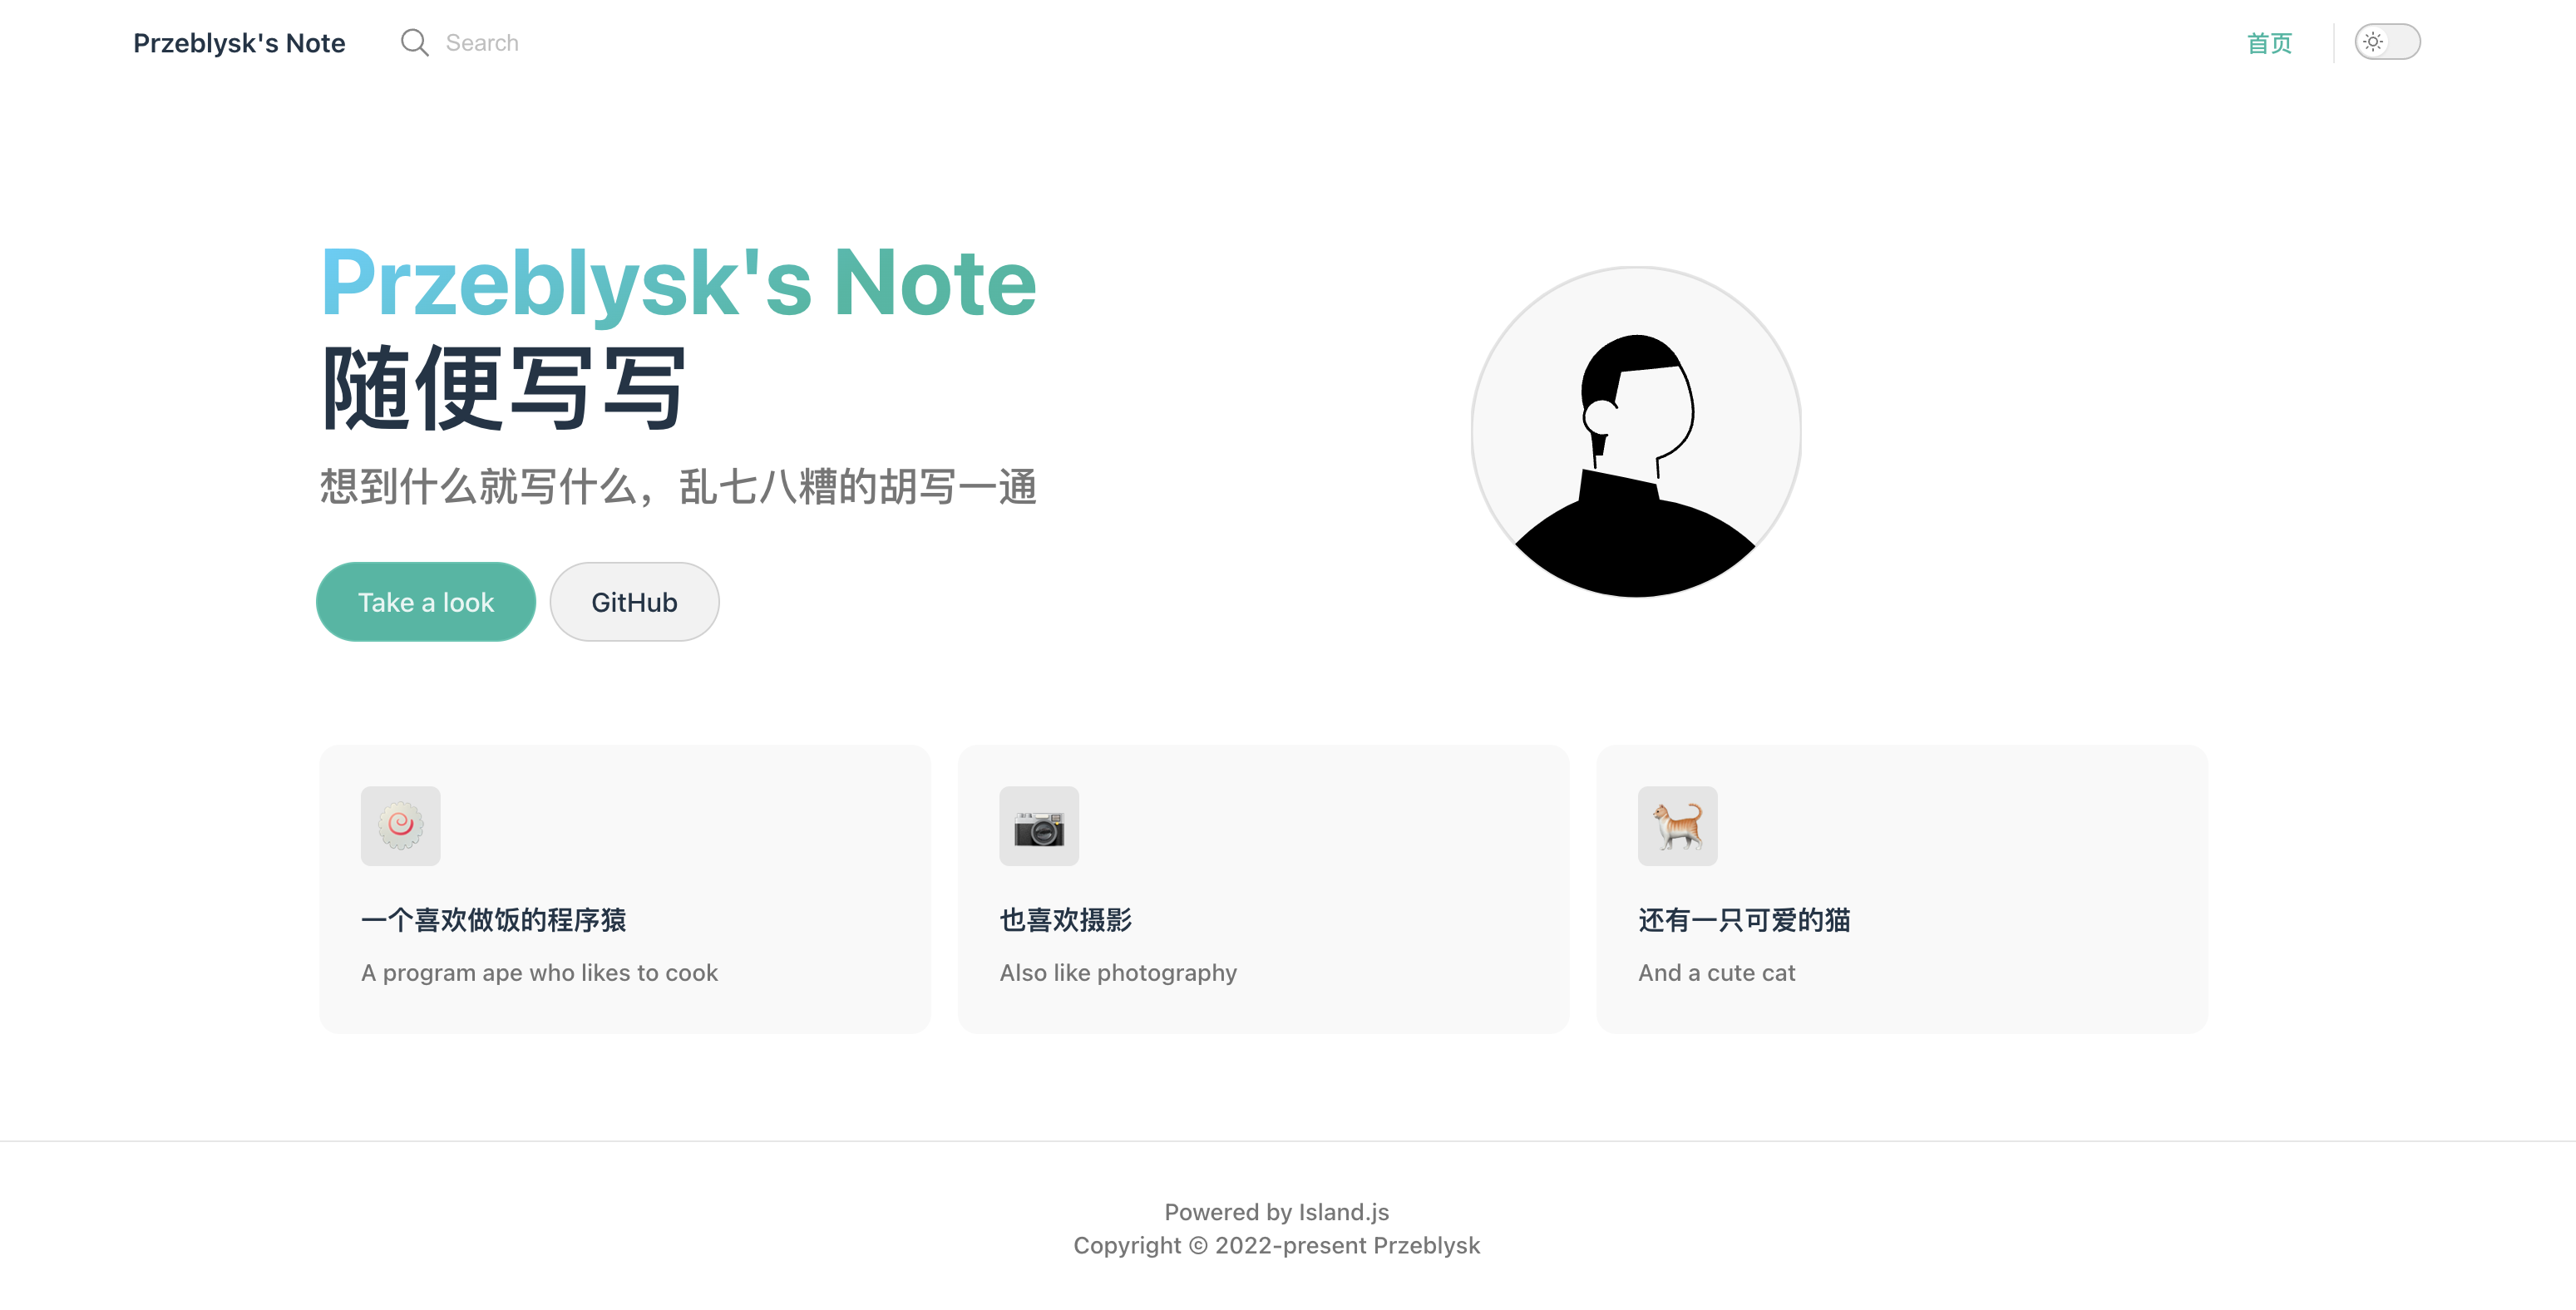 Przeblysk's Note
Search
首页
Przeblysk's Note
随便写写
想到什么就写什么，乱七八糟的胡写一通
Take a look
GitHub
一个喜欢做饭的程序猿
A program ape who likes to cook
也喜欢摄影
Also like photography
还有一只可爱的猫
And a cute cat
Powered by Island.js
Copyright © 2022-present Przeblysk